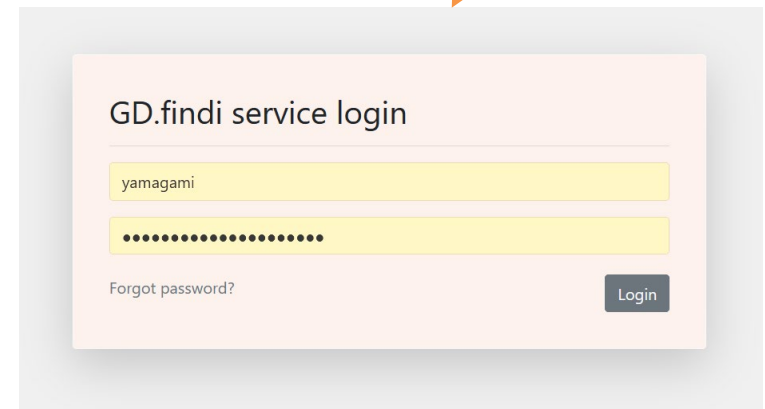 GD.findi service login
yamagami
●●●●●●●●●●●●●●●●●●●●●
Forgot password?
Login